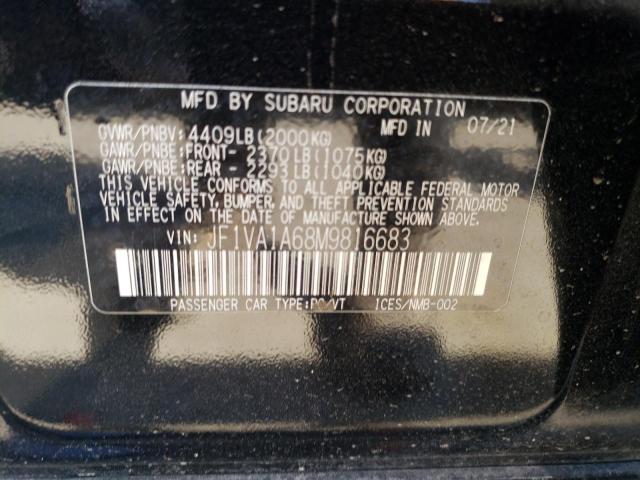 MFD BY SUBARU CORPORATION
MFD IN 07/21
GVWR/PNBV: 4409LB(2000KG)
GAWR/PNBE:FRONT- 2370LB(1075KG)
GAWR/PNBE:REAR - 2293LB(1040KG)
THIS VEHICLE CONFORMS TO ALL APPLICABLE FEDERAL MOTOR
VEHICLE SAFETY, BUMPER, AND THEFT PREVENTION STANDARDS
IN EFFECT ON THE DATE OF MANUFACTURE SHOWN ABOVE.
VIN: JF1VA1A68M9816683
PASSENGER CAR TYPE: ICES/NMB-002